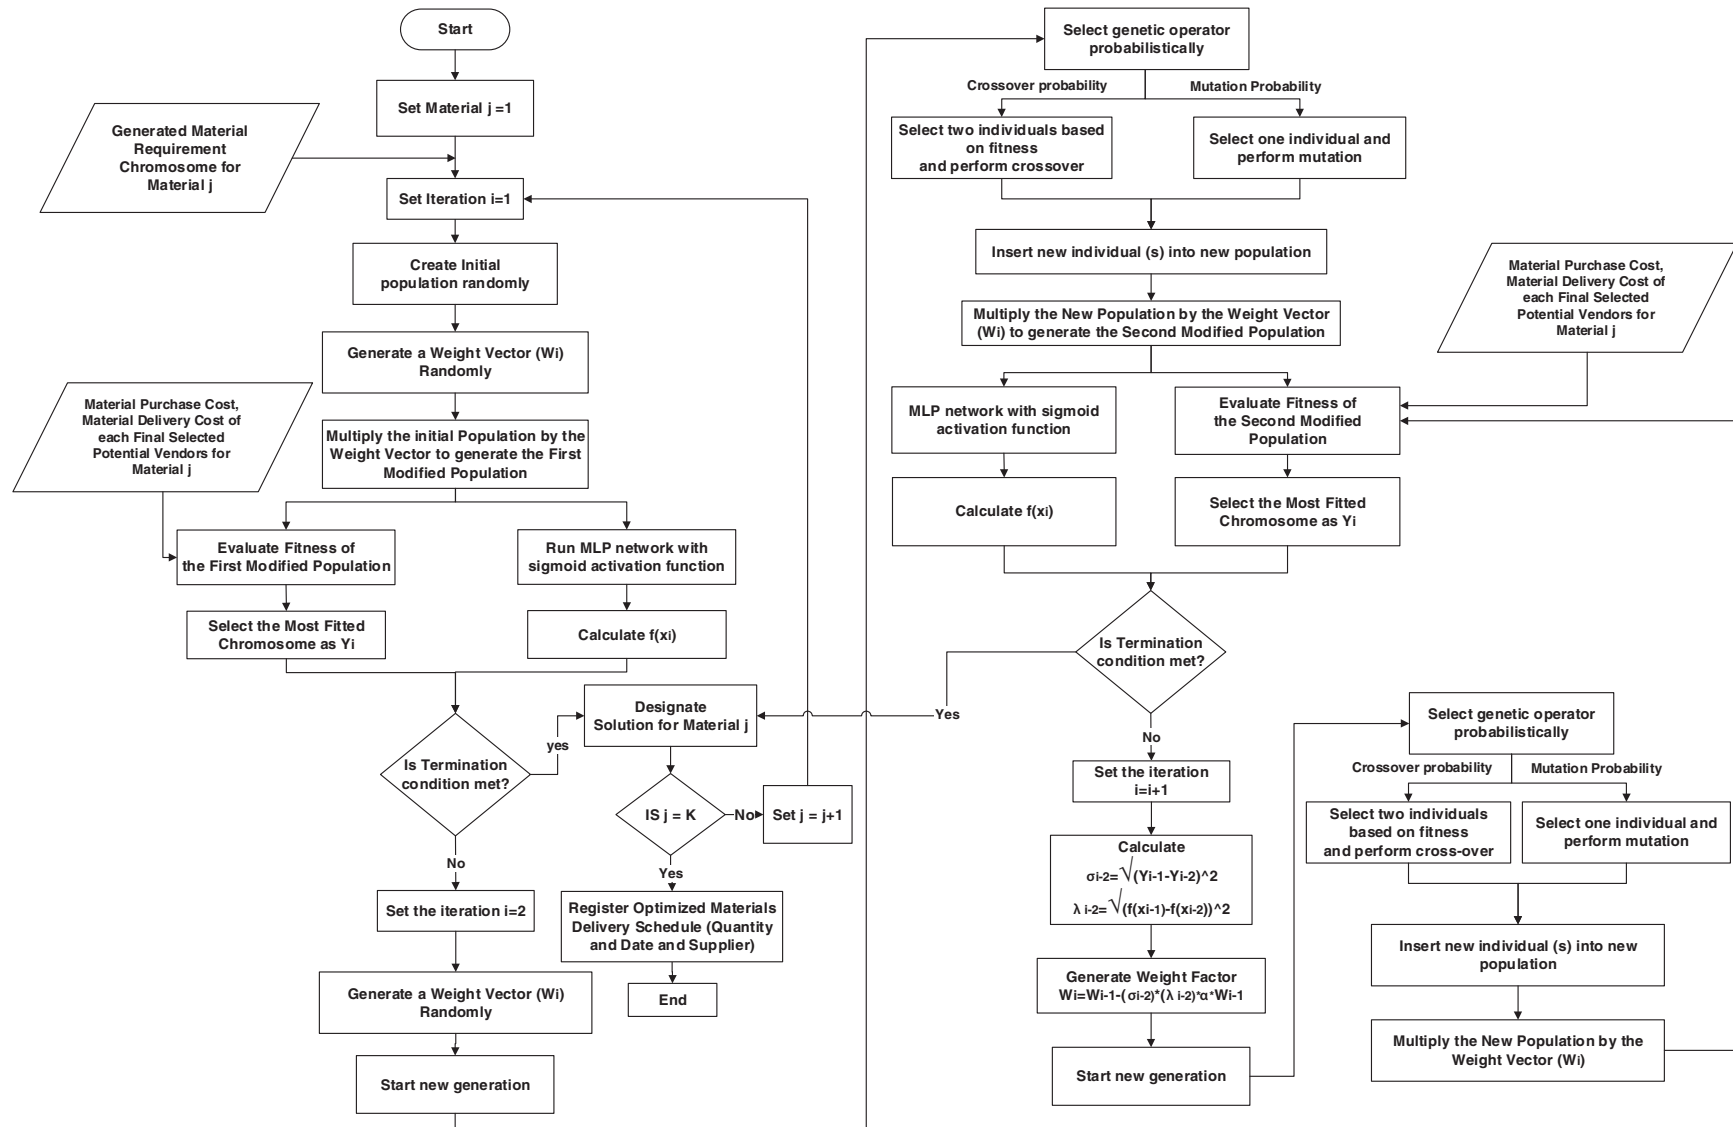 Start
Set Material j =1
Generated Material
Requirement
Chromosome for
Material j
Set Iteration i=1
Create Initial
population randomly
Generate a Weight Vector (Wi)
Randomly
Material Purchase Cost,
Material Delivery Cost of
each Final Selected
Potential Vendors for
Material j
Multiply the initial Population by the
Weight Vector to generate the First
Modified Population
Evaluate Fitness of
the First Modified Population
Run MLP network with
sigmoid activation function
Select the Most Fitted
Chromosome as Yi
Calculate f(xi)
Is Termination
condition met?
yes
No
Designate
Solution for Material j
IS j = K
No
Set j = j+1
Yes
Register Optimized Materials
Delivery Schedule (Quantity
and Date and Supplier)
End
Set the iteration i=2
Generate a Weight Vector (Wi)
Randomly
Start new generation
Select genetic operator
probabilistically
Crossover probability
Mutation Probability
Select two individuals based
on fitness
and perform crossover
Select one individual and
perform mutation
Insert new individual (s) into new population
Multiply the New Population by the Weight Vector
(Wi) to generate the Second Modified Population
Material Purchase Cost,
Material Delivery Cost of
each Final Selected
Potential Vendors for
Material j
MLP network with sigmoid
activation function
Evaluate Fitness of
the Second Modified
Population
Calculate f(xi)
Select the Most Fitted
Chromosome as Yi
Is Termination
condition met?
Yes
No
Set the iteration
i=i+1
Calculate
σi-2=√(Yi-1-Yi-2)^2
λ i-2=√(f(xi-1)-f(xi-2))^2
Generate Weight Factor
Wi=Wi-1-(σi-2)*(λ i-2)*α*Wi-1
Start new generation
Select genetic operator
probabilistically
Crossover probability
Mutation Probability
Select two individuals
based on fitness
and perform cross-over
Select one individual and
perform mutation
Insert new individual (s) into new
population
Multiply the New Population by the
Weight Vector (Wi)